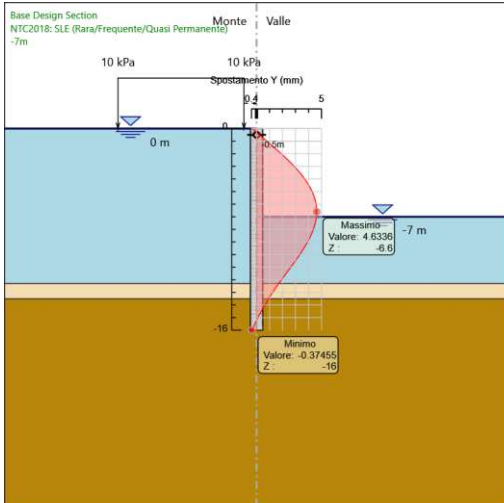 Base Design Section
NTC2018: SLE (Rara/Frequente/Quasi Permanente)
-7m
Monte
Valle
10 kPa
10 kPa
Spostamento Y (mm)
0.4
5
0
0 m
-0.5m
-7 m
Massimo
Valore: 4.6336
Z : -6.6
-16
Minimo
Valore: -0.37455
Z : -16